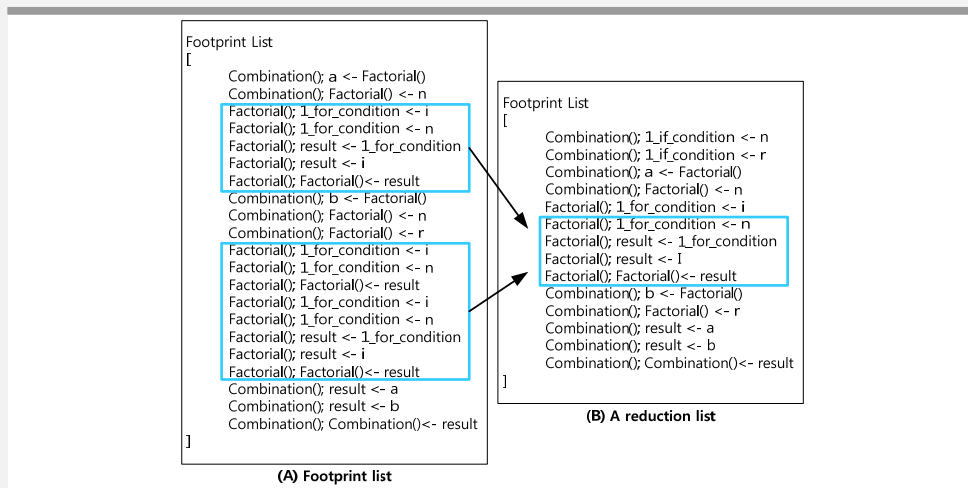 Footprint List
[
Combination(); a <- Factorial()
Combination(); Factorial() <- n
Factorial(); 1_for_condition <- i
Factorial(); 1_for_condition <- n
Factorial(); result <- 1_for_condition
Factorial(); result <- i
Factorial(); Factorial()<- result
Combination(); b <- Factorial()
Combination(); Factorial() <- n
Combination(); Factorial() <- r
Factorial(); 1_for_condition <- i
Factorial(); 1_for_condition <- n
Factorial(); Factorial()<- result
Factorial(); 1_for_condition <- i
Factorial(); 1_for_condition <- n
Factorial(); result <- 1_for_condition
Factorial(); result <- i
Factorial(); Factorial()<- result
Combination(); result <- a
Combination(); result <- b
Combination(); Combination()<- result
]
(A) Footprint list
Footprint List
[
Combination(); 1_if_condition <- n
Combination(); 1_if_condition <- r
Combination(); a <- Factorial()
Combination(); Factorial() <- n
Factorial(); 1_for_condition <- i
Factorial(); 1_for_condition <- n
Factorial(); result <- 1_for_condition
Factorial(); result <- I
Factorial(); Factorial()<- result
Combination(); b <- Factorial()
Combination(); Factorial() <- r
Combination(); result <- a
Combination(); result <- b
Combination(); Combination()<- result
]
(B) A reduction list